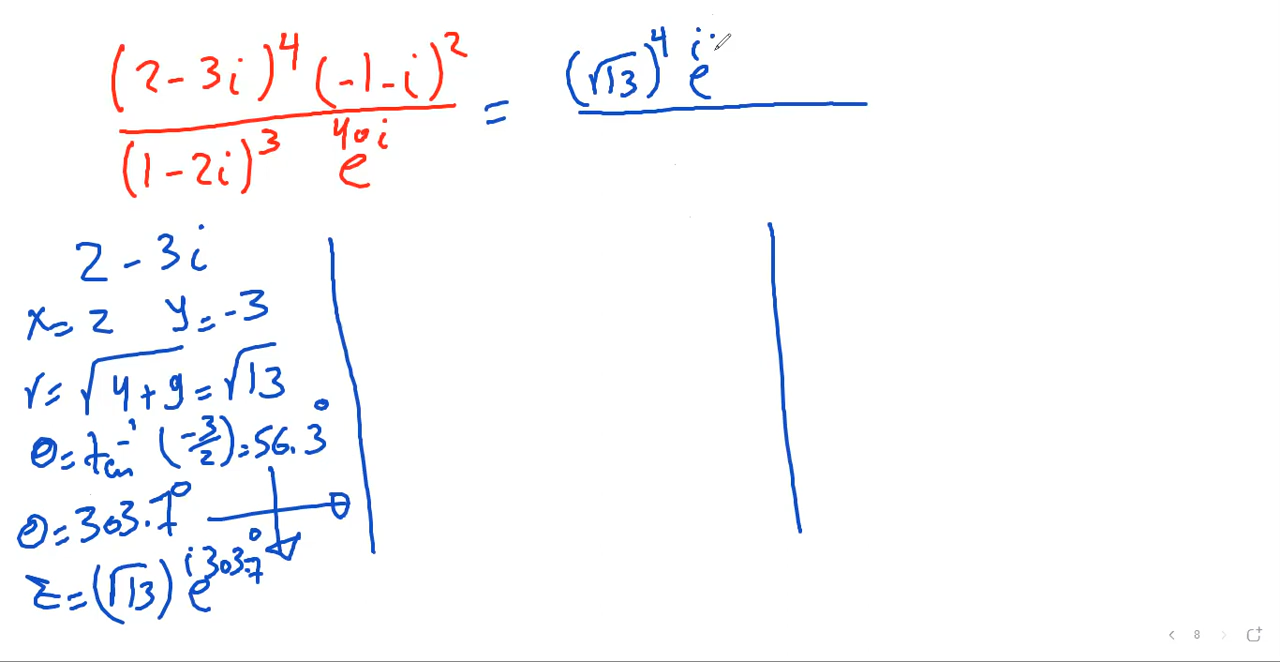 (2-3i)^4 (-1-i)^2 / (1-2i)^3 e^{40i} = (√13)^4 e^{i
2 - 3i
x = 2 y = -3
r = √4+9 = √13
θ = tan^{-1} (-3/2) = 56.3°
θ = 303.7°
Z = (√13) e^{i 303.7°}
8